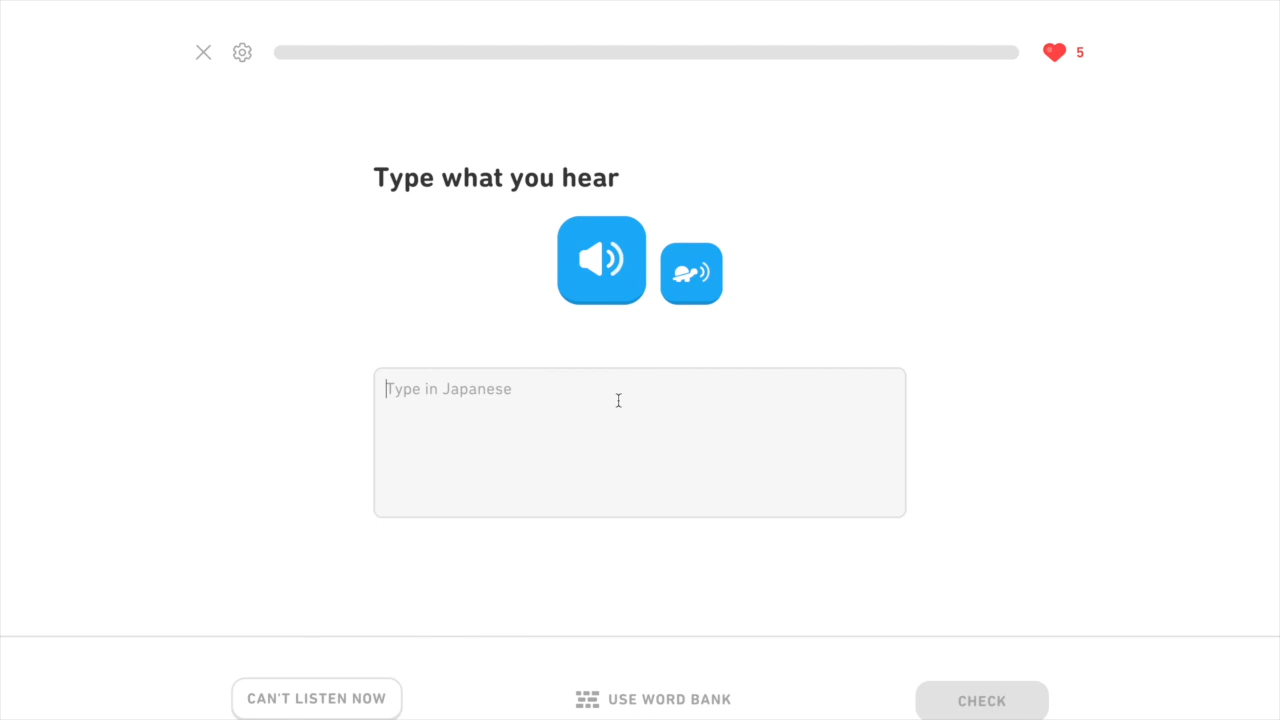 5
Type what you hear
Type in Japanese
CAN'T LISTEN NOW
USE WORD BANK
CHECK